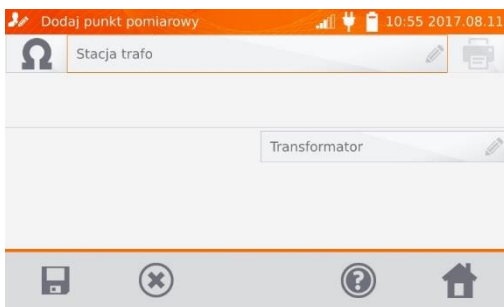 Dodaj punkt pomiarowy 10:55 2017.08.11
Ω Stacja trafo
Transformator